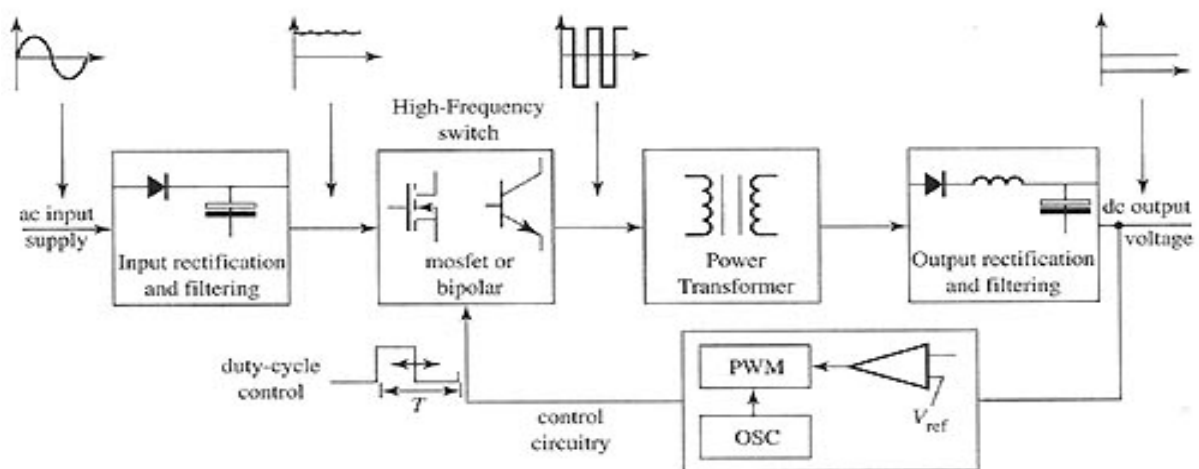 High-Frequency
switch
ac input
supply
Input rectification
and filtering
mosfet or
bipolar
Power
Transformer
Output rectification
and filtering
dc output
voltage
duty-cycle
control
T
control
circuitry
PWM
OSC
Vref